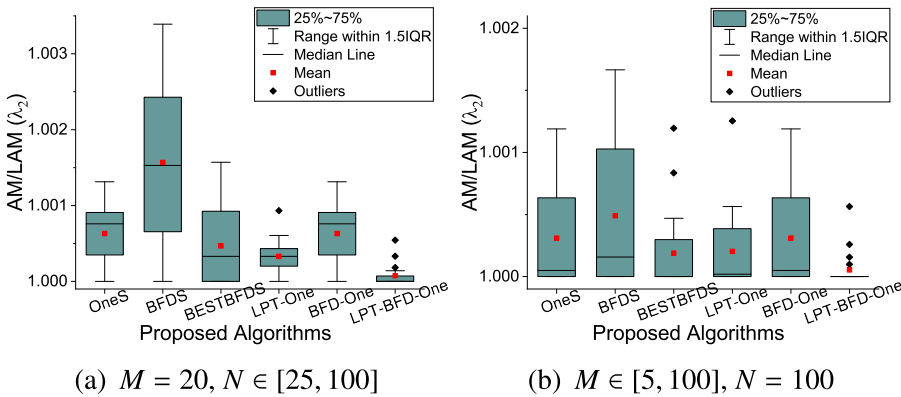 25%~75%
Range within 1.5IQR
Median Line
Mean
Outliers
AM/LAM (λ₂)
1.003
1.002
1.001
1.000
OneS
BFDS
BESTBFDS
LPT-One
BFD-One
LPT-BFD-One
Proposed Algorithms
(a) M = 20, N ∈ [25, 100]
25%~75%
Range within 1.5IQR
Median Line
Mean
Outliers
AM/LAM (λ₂)
1.002
1.001
1.000
OneS
BFDS
BESTBFDS
LPT-One
BFD-One
LPT-BFD-One
Proposed Algorithms
(b) M ∈ [5, 100], N = 100